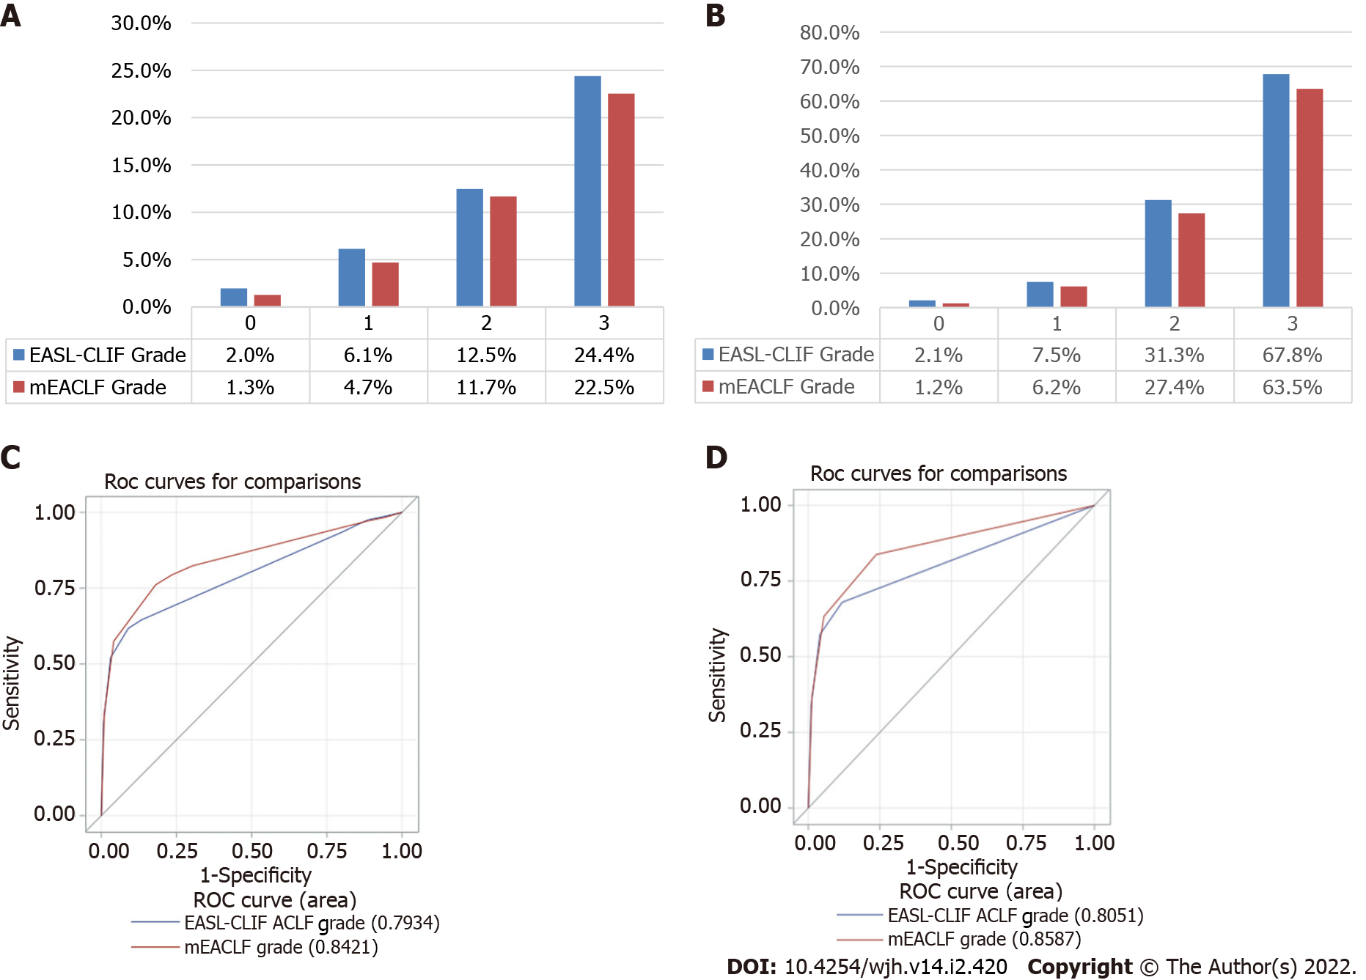 A
30.0%
25.0%
20.0%
15.0%
10.0%
5.0%
0.0%
0 1 2 3
EASL-CLIF Grade 2.0% 6.1% 12.5% 24.4%
mEACLF Grade 1.3% 4.7% 11.7% 22.5%
B
80.0%
70.0%
60.0%
50.0%
40.0%
30.0%
20.0%
10.0%
0.0%
0 1 2 3
EASL-CLIF Grade 2.1% 7.5% 31.3% 67.8%
mEACLF Grade 1.2% 6.2% 27.4% 63.5%
C
Roc curves for comparisons
1.00
0.75
0.50
0.25
0.00
Sensitivity
0.00 0.25 0.50 0.75 1.00
1-Specificity
ROC curve (area)
EASL-CLIF ACLF grade (0.7934)
mEACLF grade (0.8421)
D
Roc curves for comparisons
1.00
0.75
0.50
0.25
0.00
Sensitivity
0.00 0.25 0.50 0.75 1.00
1-Specificity
ROC curve (area)
EASL-CLIF ACLF grade (0.8051)
mEACLF grade (0.8587)
DOI: 10.4254/wjh.v14.i2.420 Copyright © The Author(s) 2022.